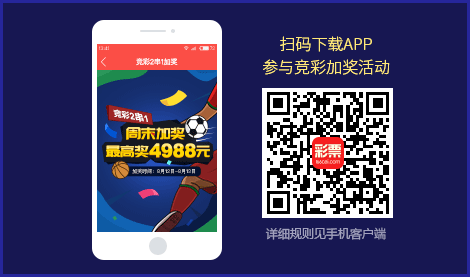 扫码下载APP
参与竞彩加奖活动
15:41
竞彩2串1加奖
竞彩2串1
周末加奖
最高奖4988元
彩票
详细规则见手机客户端